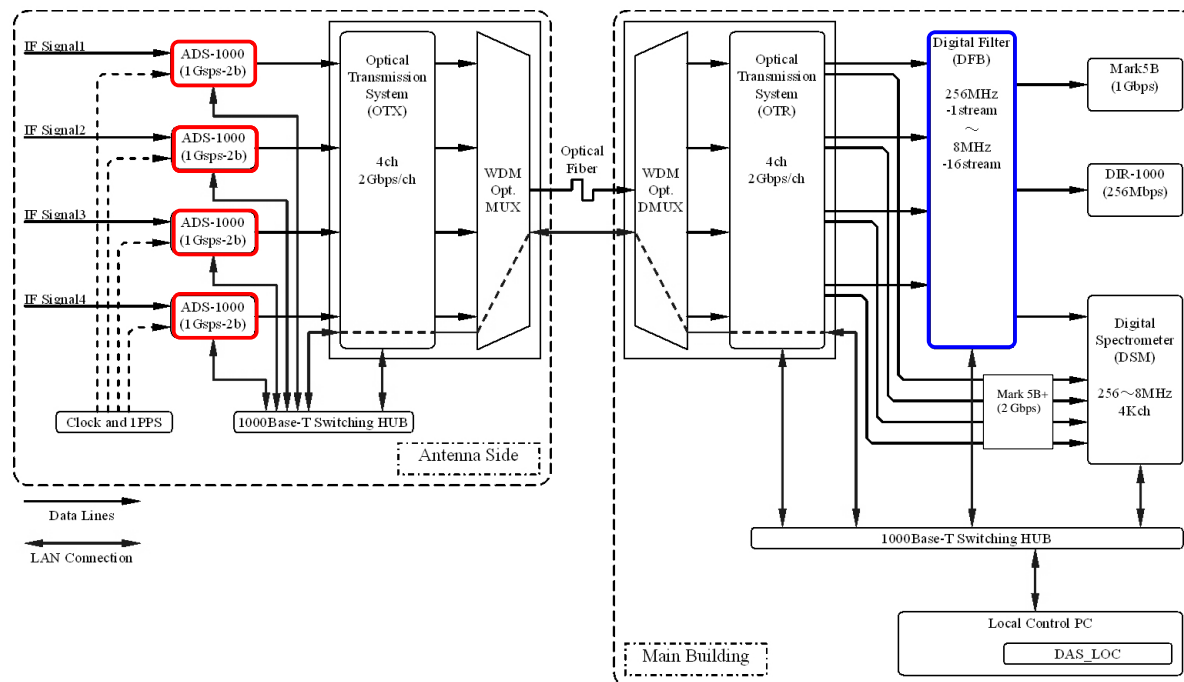 IF Signal1
ADS-1000
(1Gsps-2b)
IF Signal2
ADS-1000
(1Gsps-2b)
IF Signal3
ADS-1000
(1Gsps-2b)
IF Signal4
ADS-1000
(1Gsps-2b)
Clock and 1PPS
1000Base-T Switching HUB
Antenna Side
Optical
Transmission
System
(OTX)
4ch
2Gbps/ch
WDM
Opt.
MUX
Optical
Fiber
WDM
Opt.
DMUX
Optical
Transmission
System
(OTR)
4ch
2Gbps/ch
Digital Filter
(DFB)
256MHz
-1stream
~
8MHz
-16stream
Mark5B
(1Gbps)
DIR-1000
(256Mbps)
Digital
Spectrometer
(DSM)
256~8MHz
4Kch
Mark 5B+
(2 Gbps)
1000Base-T Switching HUB
Local Control PC
DAS_LOC
Main Building
Data Lines
LAN Connection